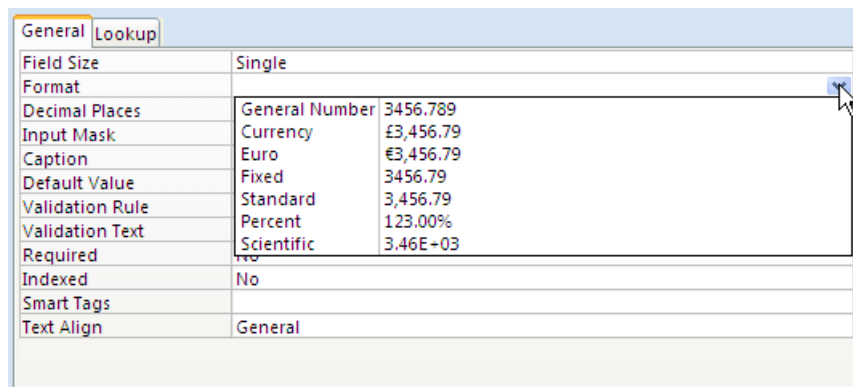 General Lookup
Field Size Single
Format
Decimal Places General Number 3456.789
Input Mask Currency £3,456.79
Caption Euro €3,456.79
Default Value Fixed 3456.79
Validation Rule Standard 3,456.79
Validation Text Percent 123.00%
Required Scientific 3.46E+03
No
Indexed No
Smart Tags
Text Align General